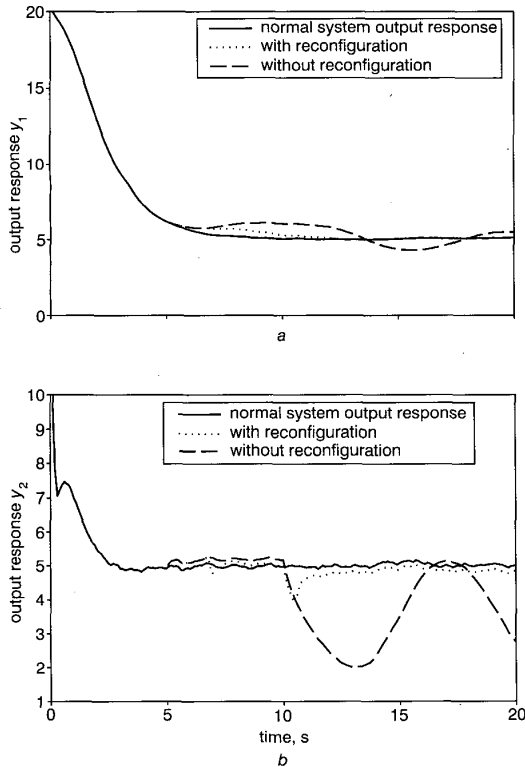 20
15
10
5
0
output response y1
normal system output response
with reconfiguration
without reconfiguration
a
10
9
8
7
6
5
4
3
2
1
output response y2
normal system output response
with reconfiguration
without reconfiguration
0 5 10 15 20
time, s
b